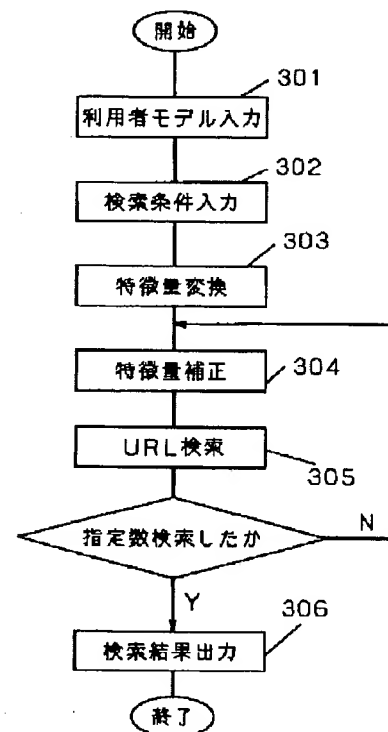 開始
301
利用者モデル入力
302
検索条件入力
303
特徴量変換
特徴量補正
304
URL検索
305
指定数検索したか
N
Y
306
検索結果出力
終了